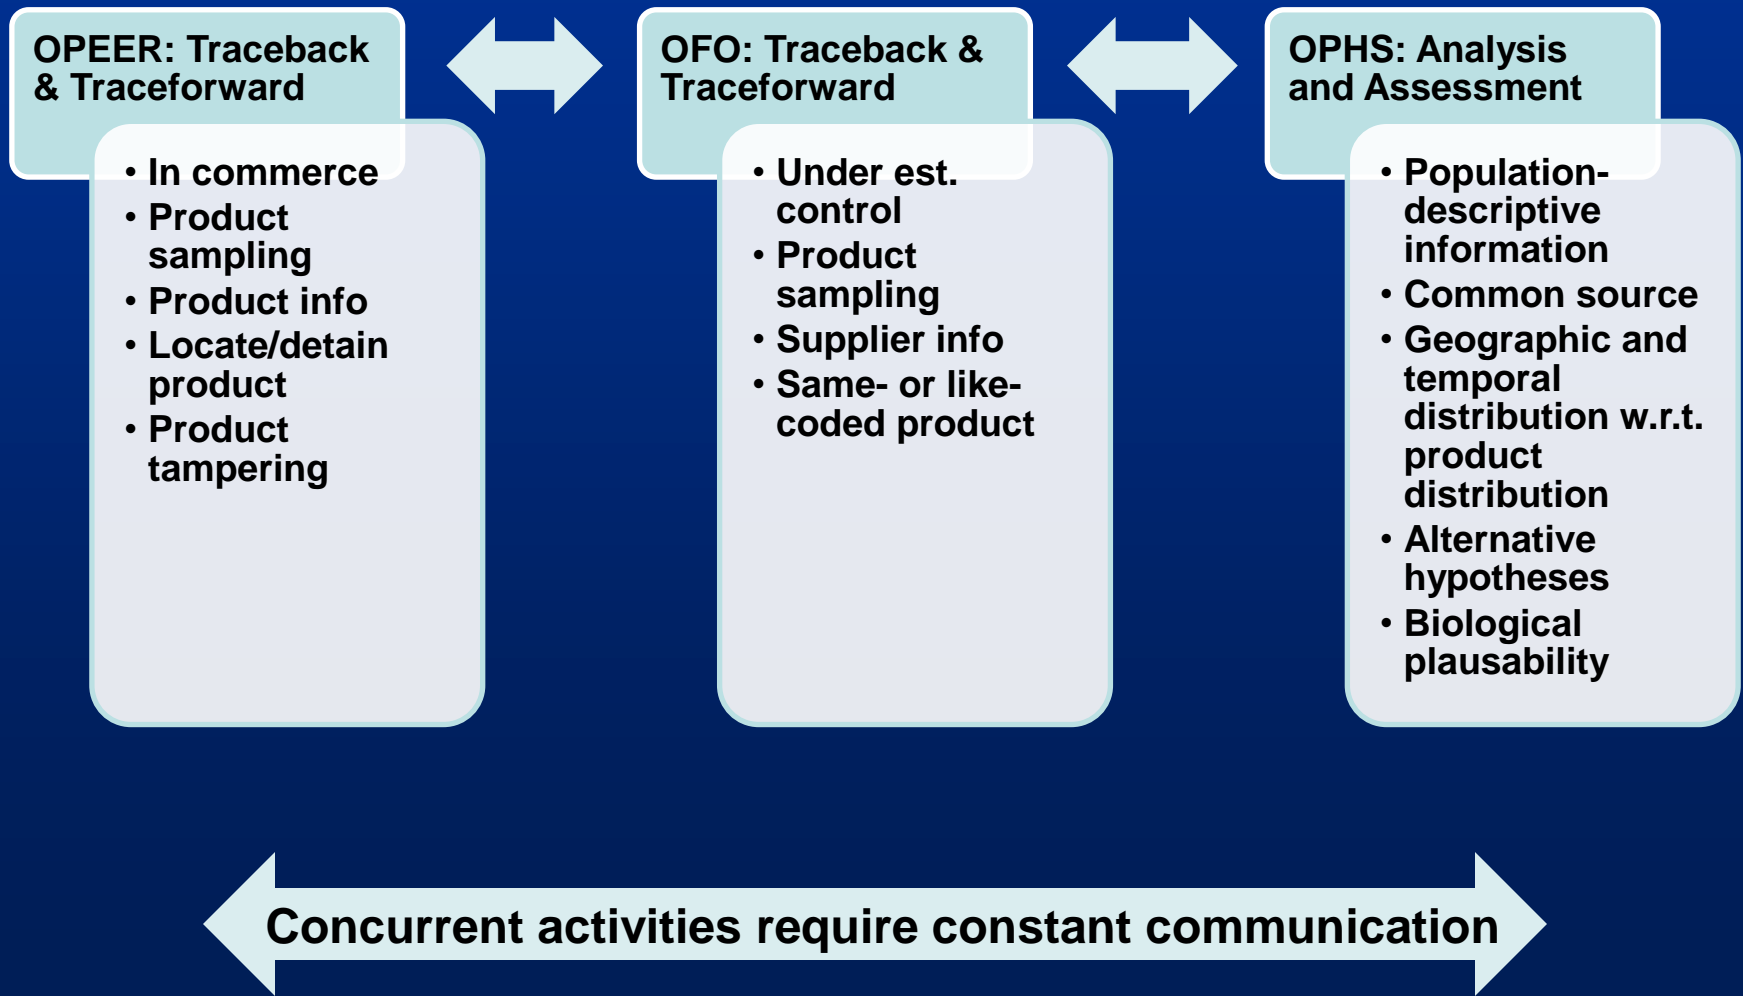 OPEER: Traceback
& Traceforward
• In commerce
• Product
sampling
• Product info
• Locate/detain
product
• Product
tampering
OFO: Traceback &
Traceforward
• Under est.
control
• Product
sampling
• Supplier info
• Same- or like-
coded product
OPHS: Analysis
and Assessment
• Population-
descriptive
information
• Common source
• Geographic and
temporal
distribution w.r.t.
product
distribution
• Alternative
hypotheses
• Biological
plausability
Concurrent activities require constant communication